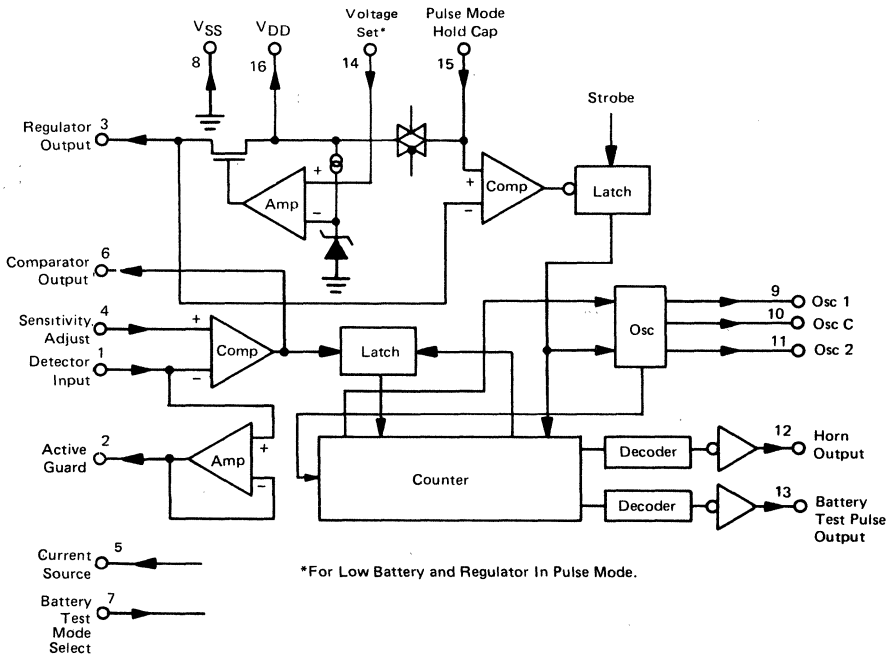 VSS
8
VDD
16
Voltage
Set*
14
Pulse Mode
Hold Cap
15
Strobe
Regulator
Output
3
+
−
Amp
+
−
Comp
Latch
Comparator
Output
6
Sensitivity
Adjust
4
Detector
Input
1
+
−
Comp
Latch
Osc
9
Osc 1
10
Osc C
11
Osc 2
Active
Guard
2
Amp
+
−
Counter
Decoder
12
Horn
Output
Decoder
13
Battery
Test Pulse
Output
Current
Source
5
Battery
Test
Mode
Select
7
*For Low Battery and Regulator In Pulse Mode.